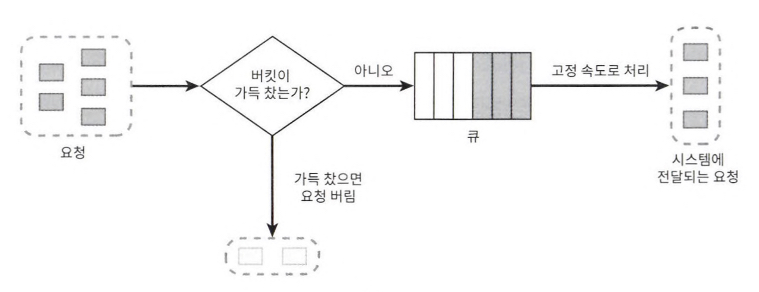 요청
버킷이
가득 찼는가?
아니오
큐
고정 속도로 처리
시스템에
전달되는 요청
가득 찼으면
요청 버림